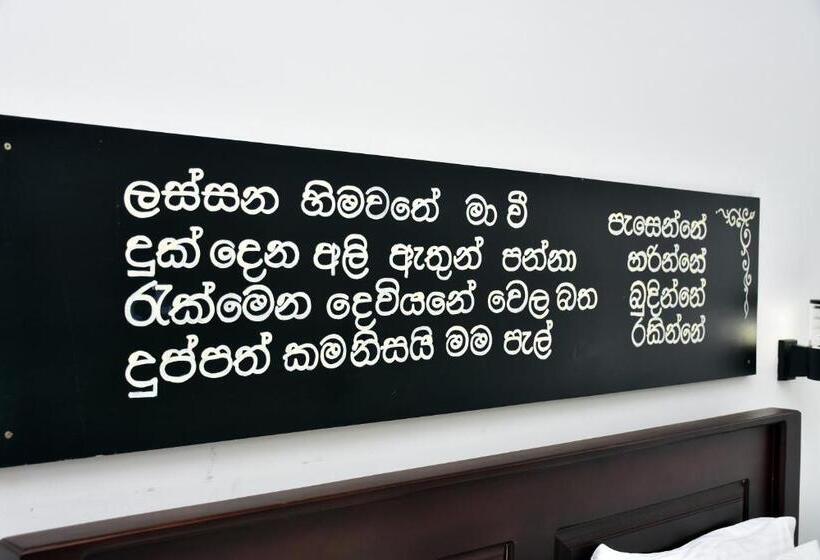 ලස්සන හිමවතේ මා වී පැසෙන්නේ
දුක් දෙන අලි ඇතුන් පන්නා හරින්නේ
රැක්මෙන දෙවියනේ වෙල බත බුදින්නේ
දුප්පත් කමනිසයි මම පැල් රකින්නේ